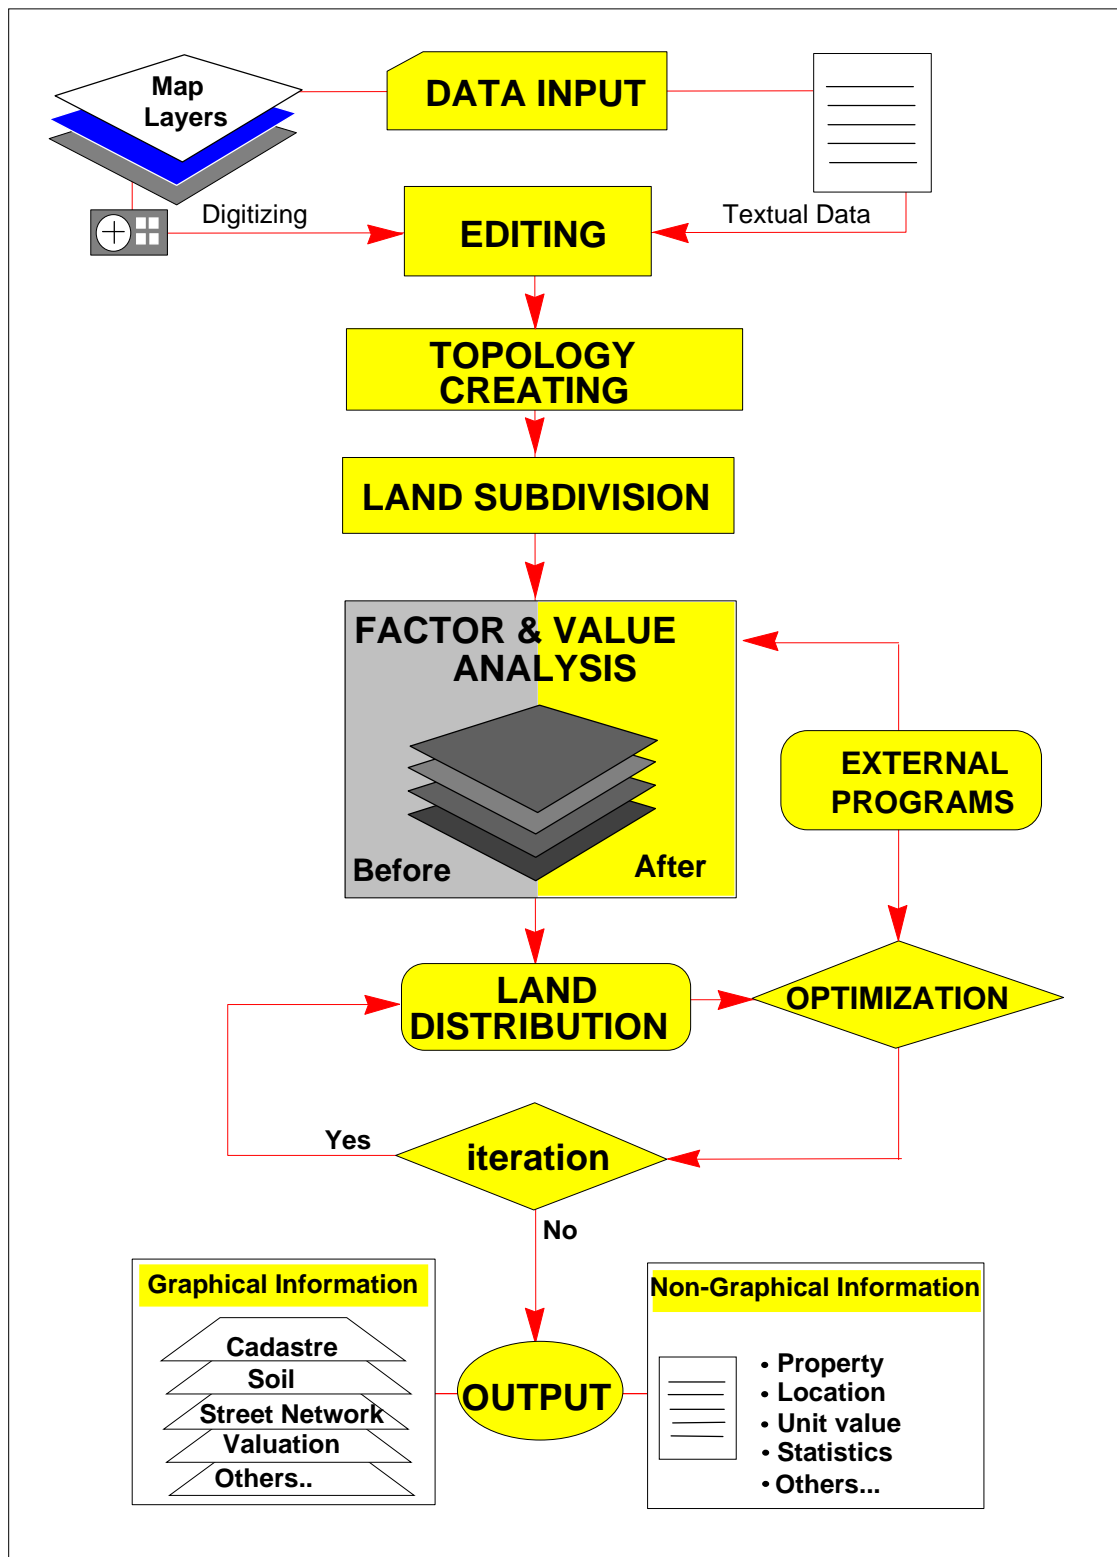 Map
Layers
DATA INPUT
Digitizing
EDITING
Textual Data
TOPOLOGY
CREATING
LAND SUBDIVISION
FACTOR & VALUE
ANALYSIS
Before
After
EXTERNAL
PROGRAMS
LAND
DISTRIBUTION
OPTIMIZATION
Yes
iteration
No
Graphical Information
Cadastre
Soil
Street Network
Valuation
Others..
OUTPUT
Non-Graphical Information
• Property
• Location
• Unit value
• Statistics
• Others...